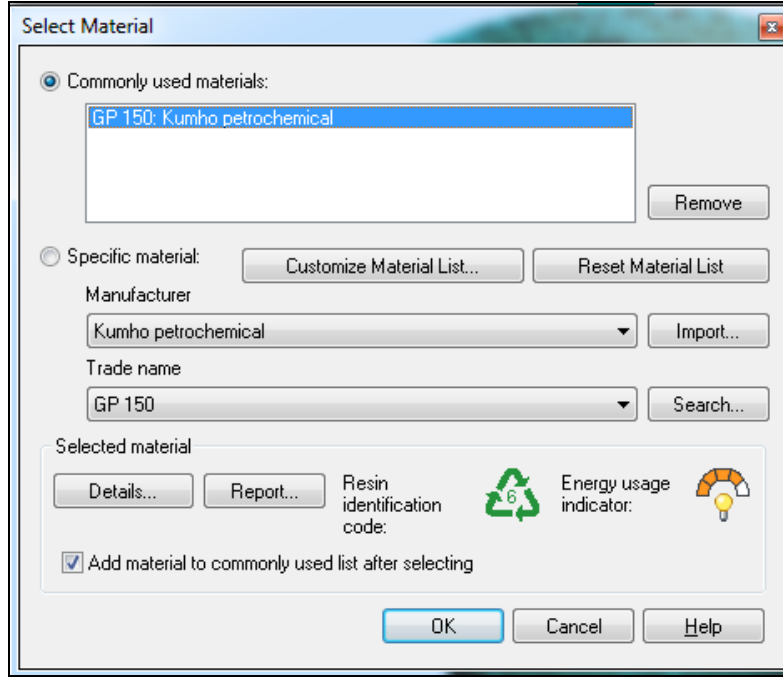 Select Material
Commonly used materials:
GP 150: Kumho petrochemical
Remove
Specific material:
Customize Material List...
Reset Material List
Manufacturer
Kumho petrochemical
Import...
Trade name
GP 150
Search...
Selected material
Details...
Report...
Resin
identification
code:
6
Energy usage
indicator:
Add material to commonly used list after selecting
OK
Cancel
Help